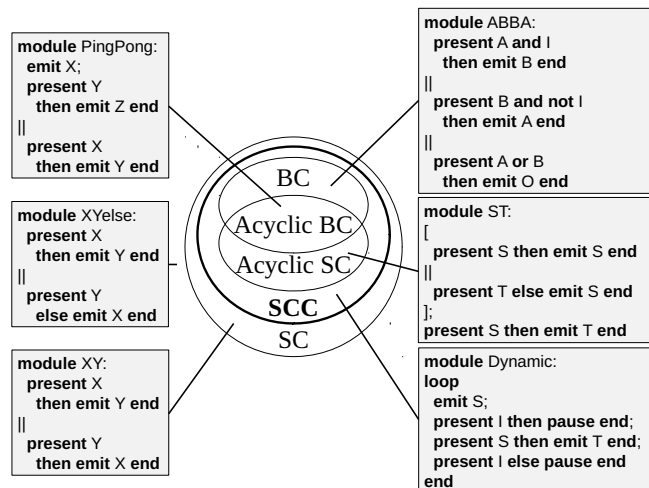 module PingPong:
emit X;
present Y
then emit Z end
||
present X
then emit Y end
module XYelse:
present X
then emit Y end
||
present Y
else emit X end
module XY:
present X
then emit Y end
||
present Y
then emit X end
BC
Acyclic BC
Acyclic SC
SCC
SC
module ABBA:
present A and I
then emit B end
||
present B and not I
then emit A end
||
present A or B
then emit O end
module ST:
[
present S then emit S end
||
present T else emit S end
];
present S then emit T end
module Dynamic:
loop
emit S;
present I then pause end;
present S then emit T end;
present I else pause end
end